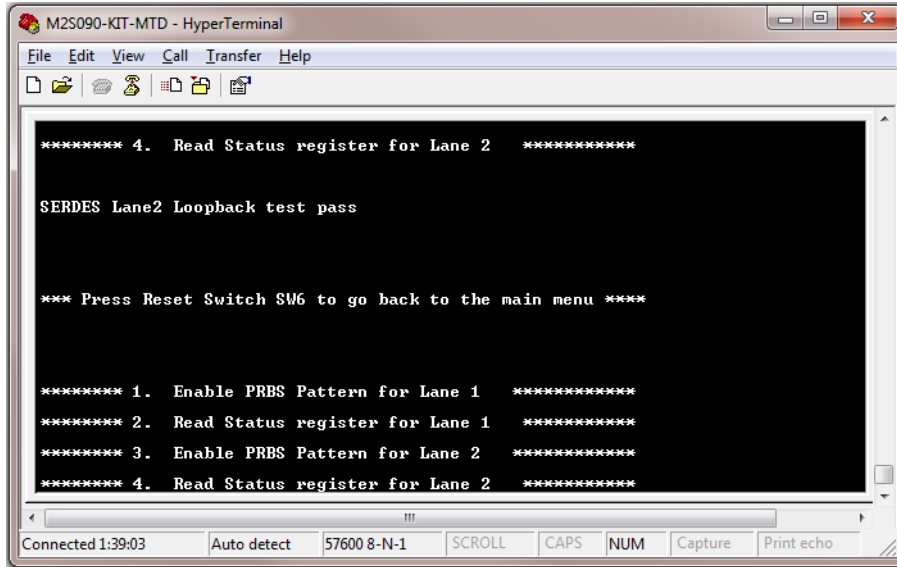 M2S090-KIT-MTD - HyperTerminal
File Edit View Call Transfer Help
******** 4. Read Status register for Lane 2 ***********
SERDES Lane2 Loopback test pass
*** Press Reset Switch SW6 to go back to the main menu ****
******** 1. Enable PRBS Pattern for Lane 1 ************
******** 2. Read Status register for Lane 1 ***********
******** 3. Enable PRBS Pattern for Lane 2 ************
******** 4. Read Status register for Lane 2 ***********
Connected 1:39:03 Auto detect 57600 8-N-1 SCROLL CAPS NUM Capture Print echo